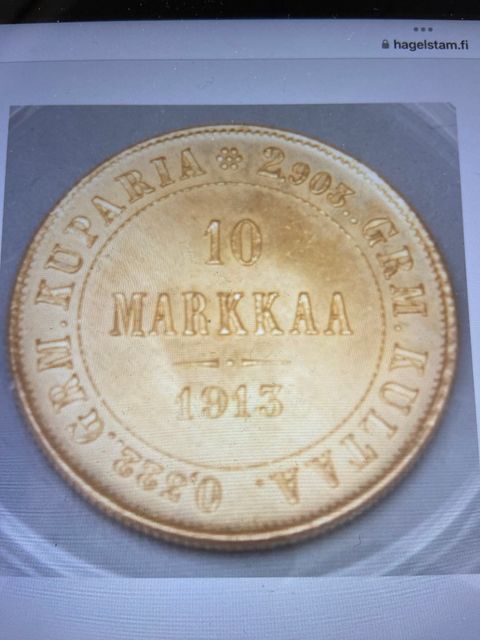 hagelstam.fi
2,903.. GRM. KULTAA. 0,322.. GRM. KUPARIA
10
MARKKAA
1913